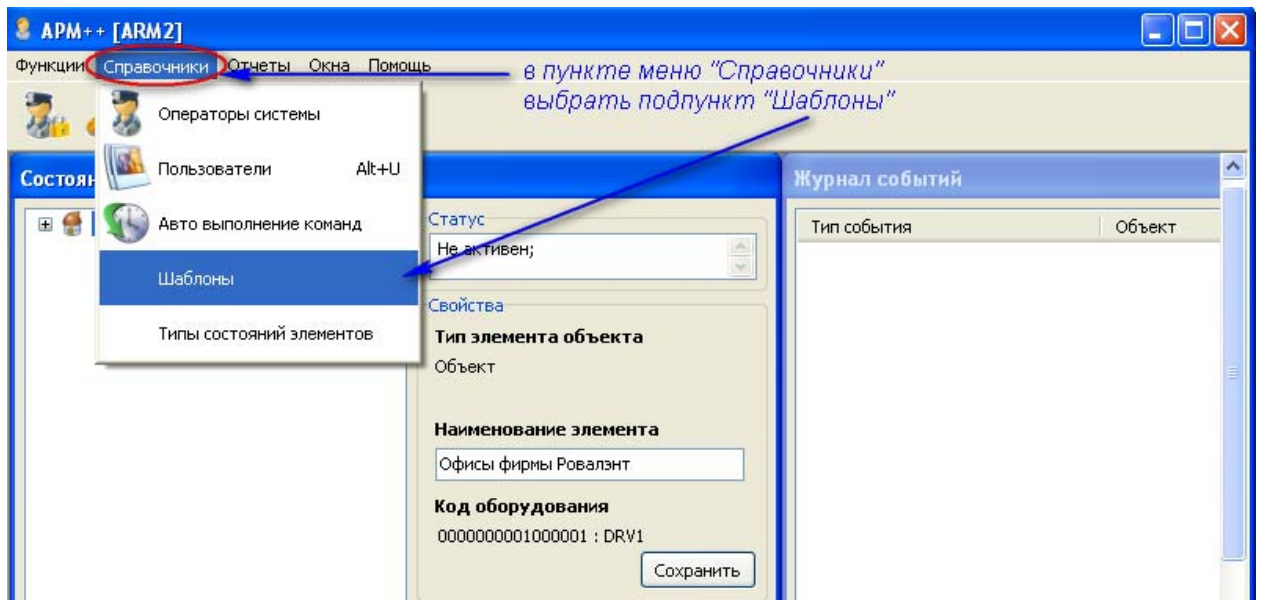 АРМ++ [ARM2]
Функции Справочники Отчеты Окна Помощь
в пункте меню "Справочники"
выбрать подпункт "Шаблоны"
Операторы системы
Пользователи Alt+U
Авто выполнение команд
Шаблоны
Типы состояний элементов
Состоян
Статус
Не активен;
Свойства
Тип элемента объекта
Объект
Наименование элемента
Офисы фирмы Ровалэнт
Код оборудования
0000000001000001 : DRV1
Сохранить
Журнал событий
Тип события Объект